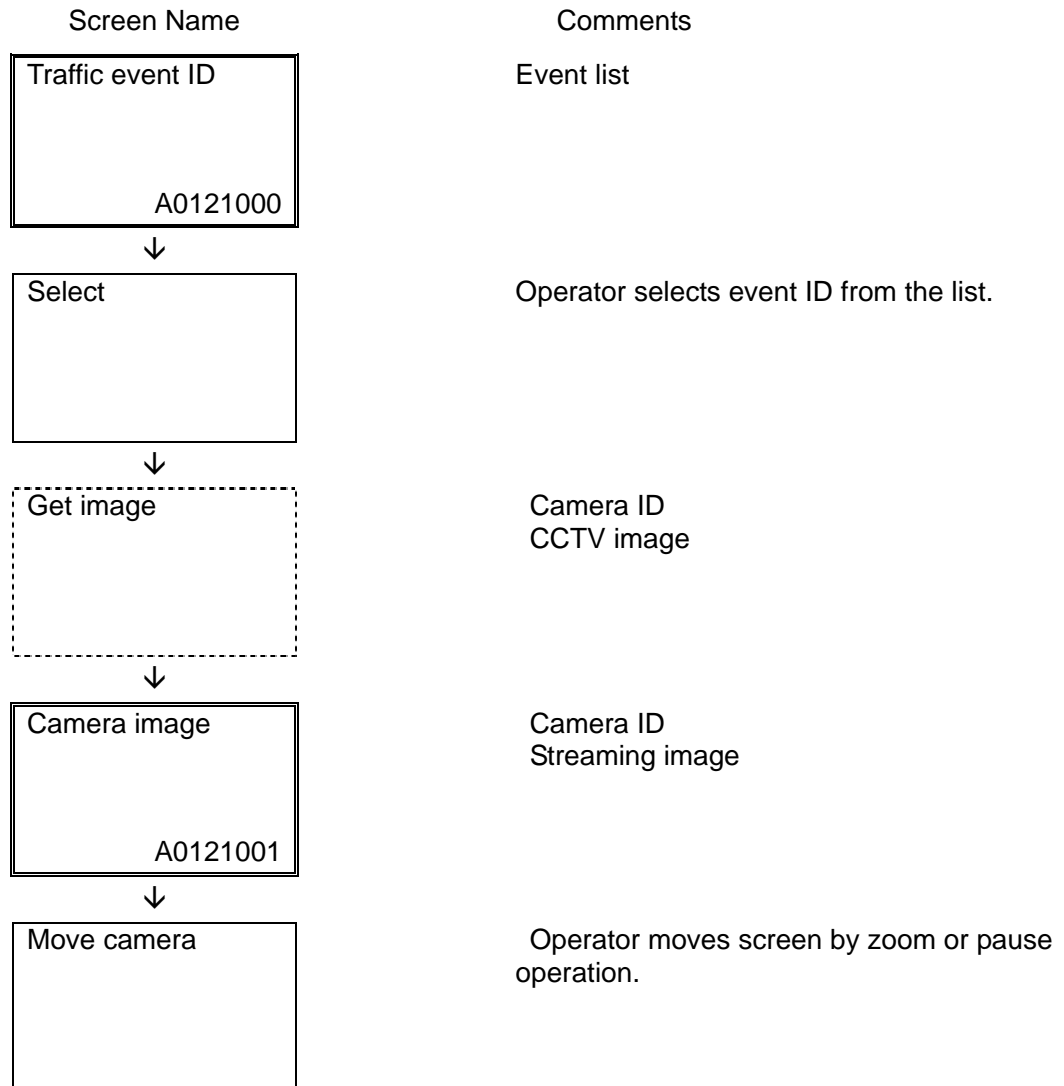 Screen Name Comments
Traffic event ID Event list
A0121000
Select Operator selects event ID from the list.
Get image Camera ID
CCTV image
Camera image Camera ID
Streaming image
A0121001
Move camera Operator moves screen by zoom or pause
operation.